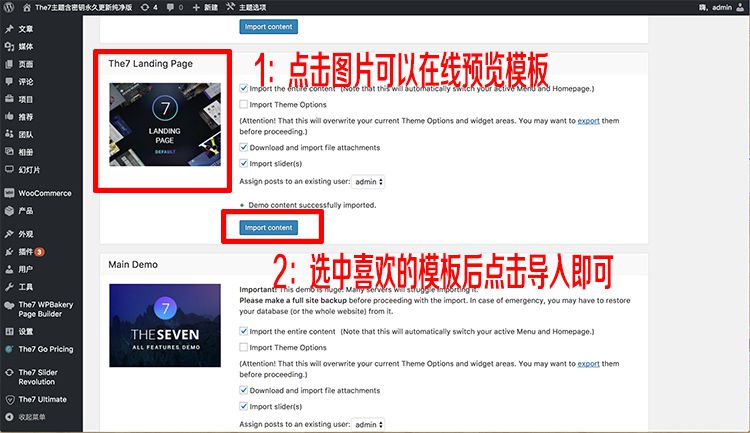 The7主题含密钥永久更新纯净版 4 0 新建 主题选项 嗨，admin
文章
媒体
页面
评论
项目
推荐
团队
相册
幻灯片
WooCommerce
产品
外观
插件 3
用户
工具
The7 WPBakery
Page Builder
设置
The7 Go Pricing
The7 Slider
Revolution
The7 Ultimate
收起菜单
Import content
The7 Landing Page
1：点击图片可以在线预览模板
7
LANDING
PAGE
DEFAULT
Import the entire content (Note that this will automatically switch your active Menu and Homepage.)
Import Theme Options
(Attention! That this will overwrite your current Theme Options and widget areas. You may want to export them
before proceeding.)
Download and import file attachments
Import slider(s)
Assign posts to an existing user: admin
Demo content successfully imported.
Import content
2：选中喜欢的模板后点击导入即可
Main Demo
7
THESEVEN
ALL FEATURES DEMO
Important! This demo is huge. Many servers will struggle importing it.
Please make a full site backup before proceeding with the import. In case of emergency, you may have to restore
your database (or the whole website) from it.
Import the entire content (Note that this will automatically switch your active Menu and Homepage.)
Import Theme Options
(Attention! That this will overwrite your current Theme Options and widget areas. You may want to export them
before proceeding.)
Download and import file attachments
Import slider(s)
Assign posts to an existing user: admin